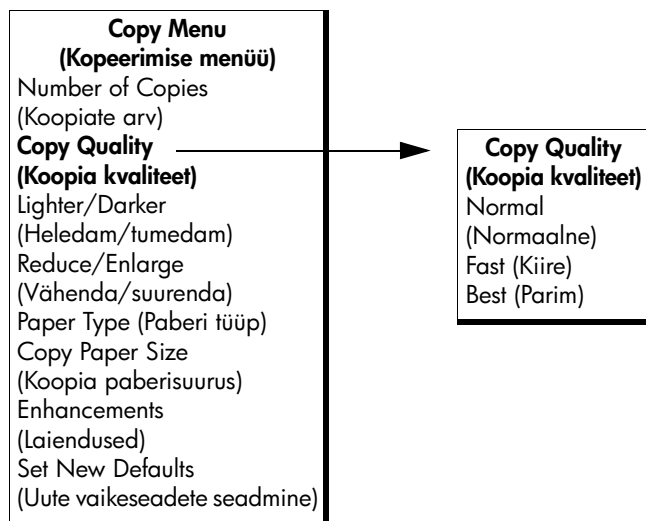 Copy Menu
(Kopeerimise menüü)
Number of Copies
(Koopiate arv)
Copy Quality
(Koopia kvaliteet)
Lighter/Darker
(Heledam/tumedam)
Reduce/Enlarge
(Vähenda/suurenda)
Paper Type (Paberi tüüp)
Copy Paper Size
(Koopia paberisuurus)
Enhancements
(Laiendused)
Set New Defaults
(Uute vaikeseadete seadmine)
Copy Quality
(Koopia kvaliteet)
Normal
(Normaalne)
Fast (Kiire)
Best (Parim)